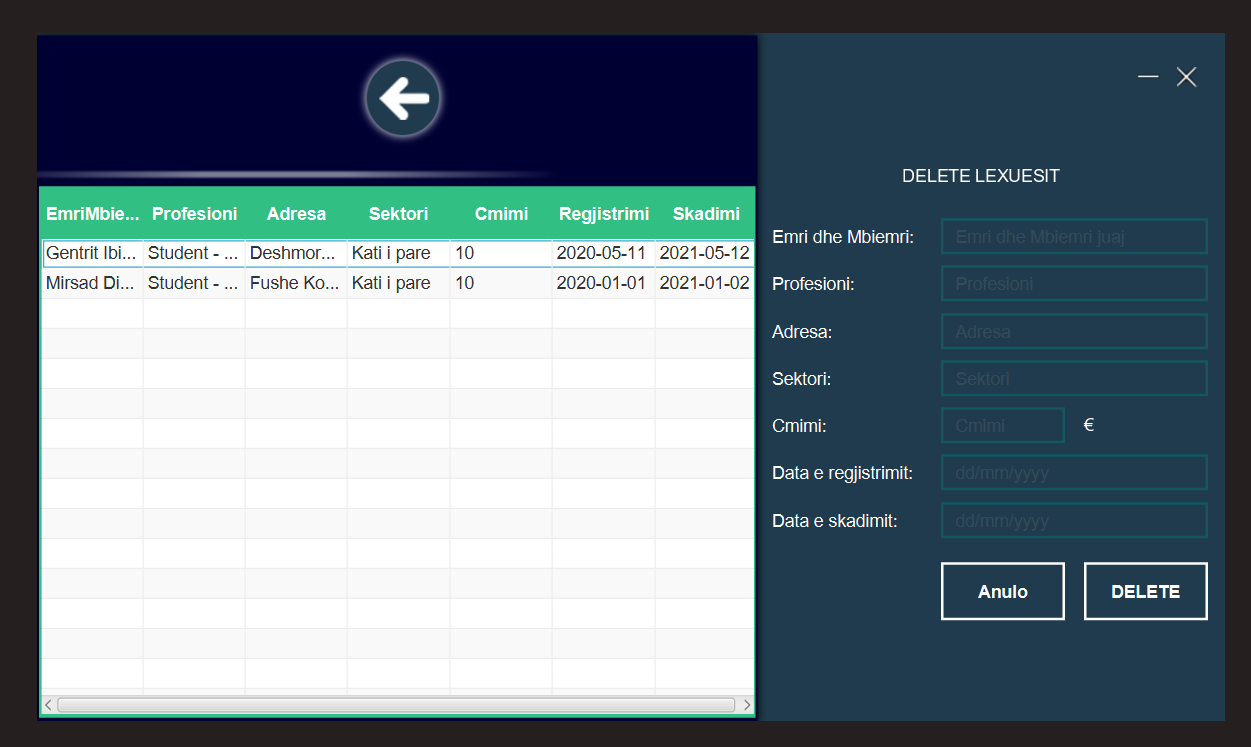 EmriMbie... Profesioni Adresa Sektori Cmimi Regjistrimi Skadimi
Gentrit Ibi... Student - ... Deshmor... Kati i pare 10 2020-05-11 2021-05-12
Mirsad Di... Student - ... Fushe Ko... Kati i pare 10 2020-01-01 2021-01-02
DELETE LEXUESIT
Emri dhe Mbiemri: Emri dhe Mbiemri juaj
Profesioni: Profesioni
Adresa: Adresa
Sektori: Sektori
Cmimi: Cmimi €
Data e regjistrimit: dd/mm/yyyy
Data e skadimit: dd/mm/yyyy
Anulo DELETE